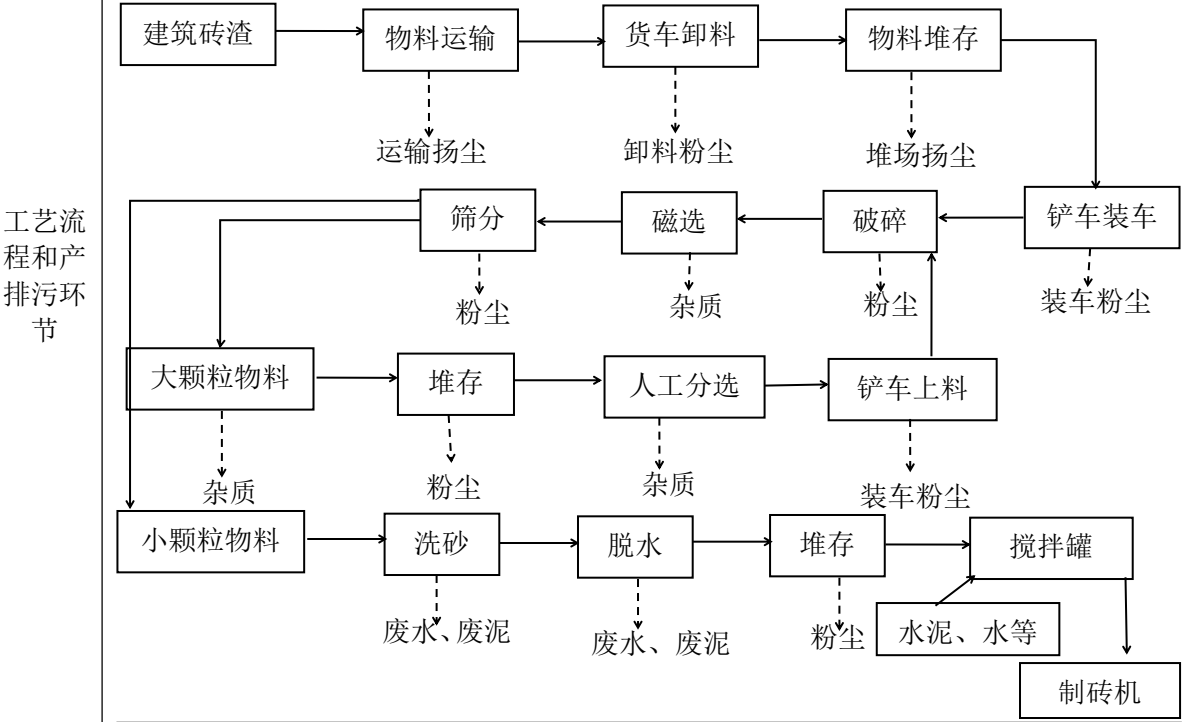 工艺流
程和产
排污环
节
建筑砖渣
物料运输
货车卸料
物料堆存
运输扬尘
卸料粉尘
堆场扬尘
筛分
磁选
破碎
铲车装车
粉尘
杂质
粉尘
装车粉尘
大颗粒物料
堆存
人工分选
铲车上料
杂质
粉尘
杂质
装车粉尘
小颗粒物料
洗砂
脱水
堆存
搅拌罐
废水、废泥
废水、废泥
粉尘
水泥、水等
制砖机